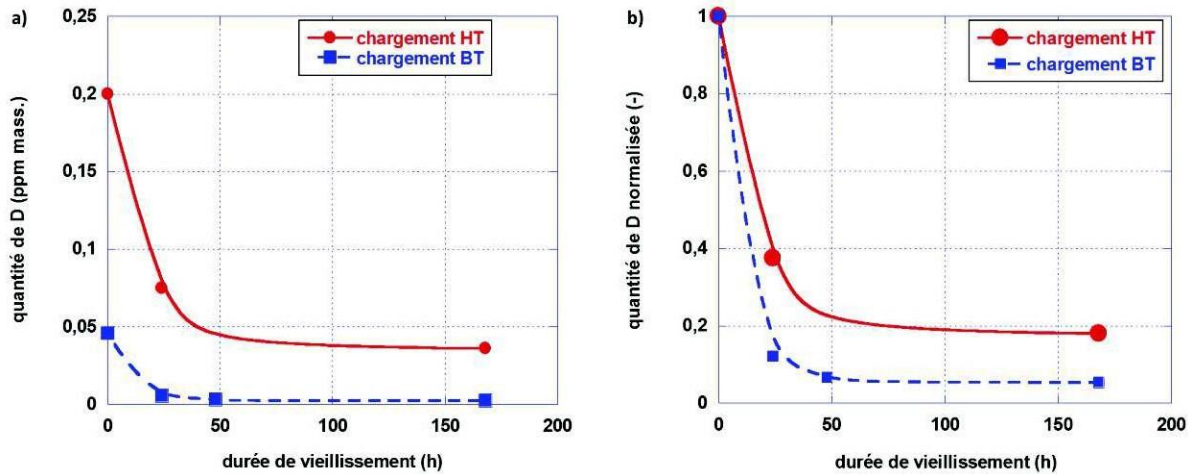 a)
0,25
0,2
0,15
0,1
0,05
0
quantité de D (ppm mass.)
chargement HT
chargement BT
0 50 100 150 200
durée de vieillissement (h)
b)
1
0,8
0,6
0,4
0,2
0
quantité de D normalisée (-)
chargement HT
chargement BT
0 50 100 150 200
durée de vieillissement (h)